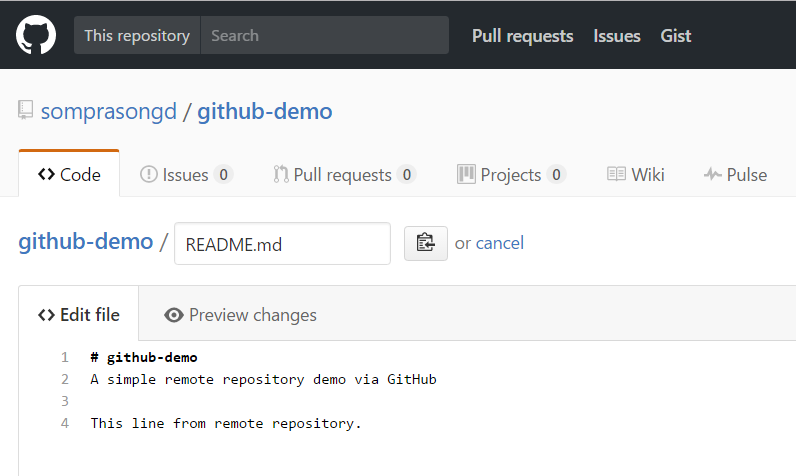 This repository Search Pull requests Issues Gist
somprasongd / github-demo
<> Code Issues 0 Pull requests 0 Projects 0 Wiki Pulse
github-demo / README.md or cancel
<> Edit file Preview changes
1 # github-demo
2 A simple remote repository demo via GitHub
3
4 This line from remote repository.